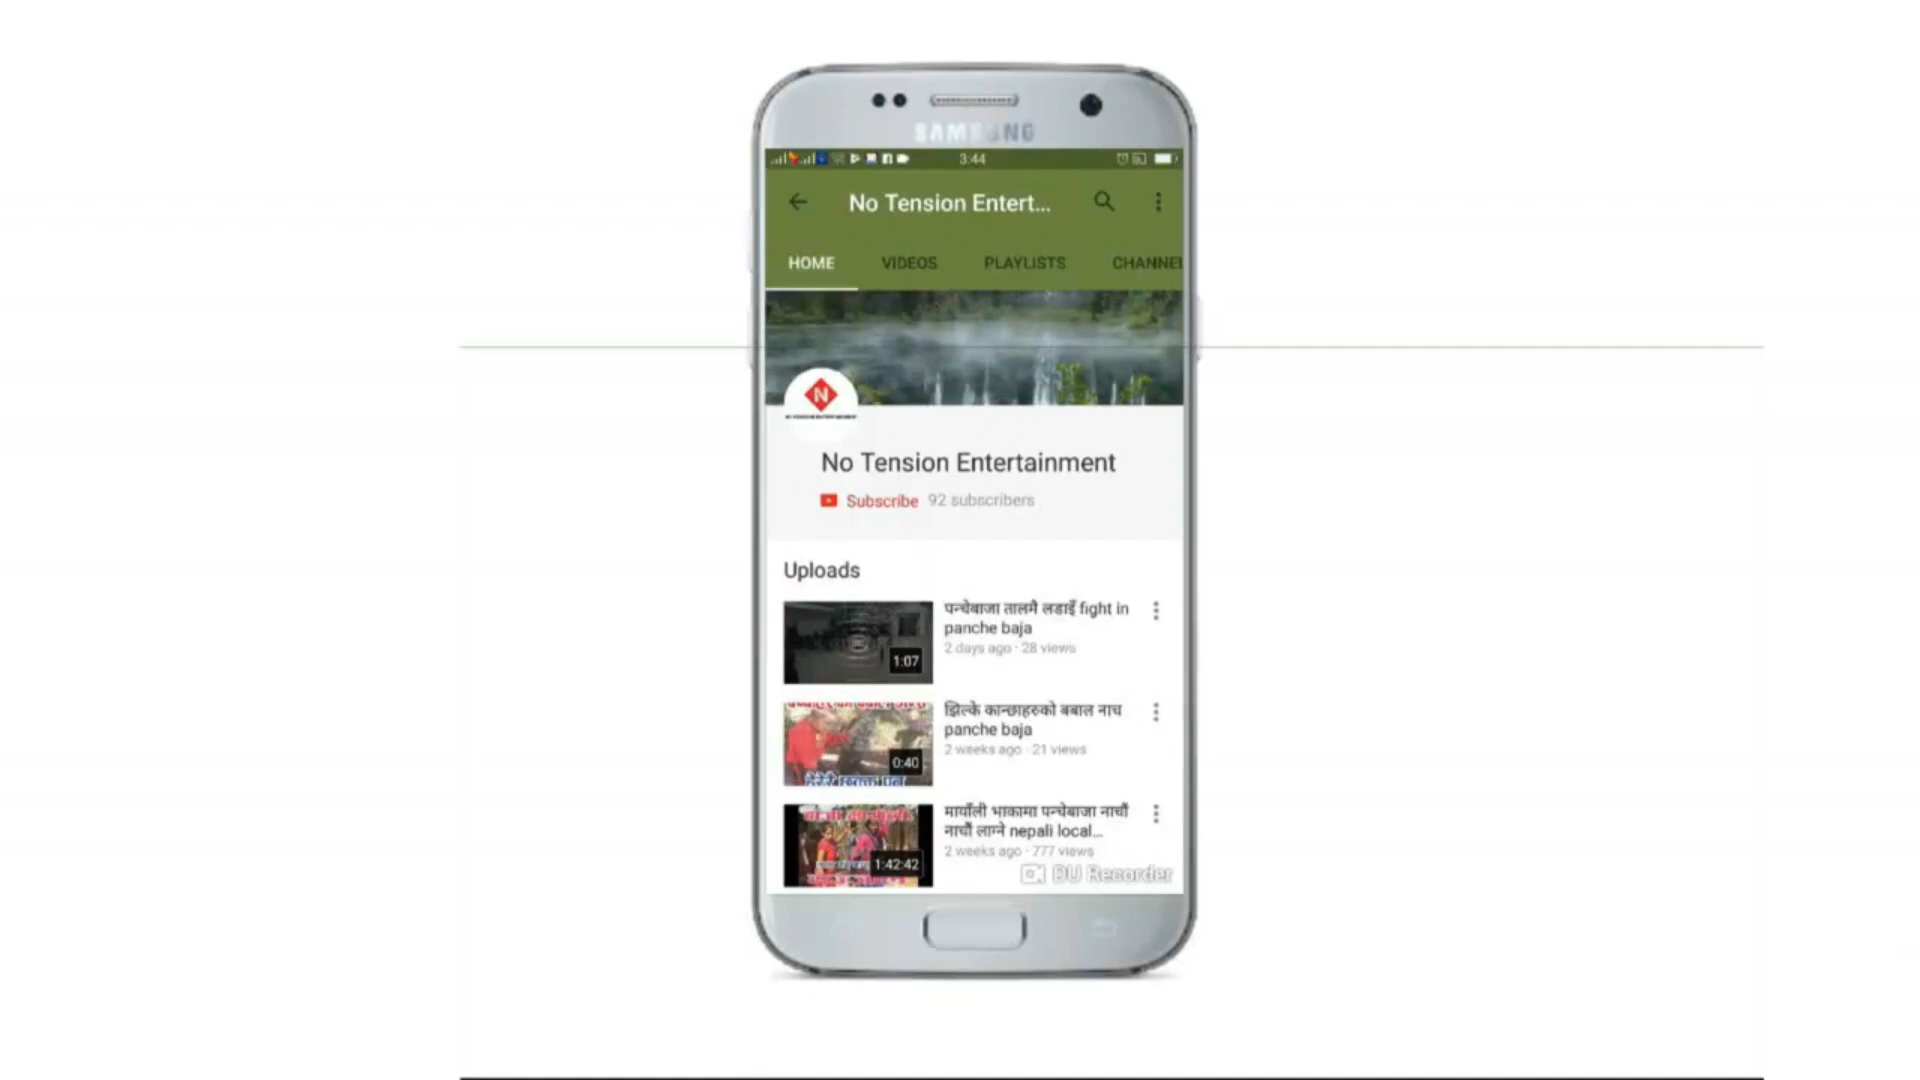 SAMSUNG
3:44
No Tension Entert...
HOME VIDEOS PLAYLISTS CHANNEL
N
No Tension Entertainment
Subscribe 92 subscribers
Uploads
पन्चेबाजा तालमै लडाइँ fight in
panche baja
2 days ago · 28 views
1:07
झिल्के कान्छाहरुको बबाल नाच
panche baja
2 weeks ago · 21 views
0:40
मार्यौंली भाकामा पन्चेबाजा नाचौं
नाचौं लाग्ने nepali local...
2 weeks ago · 777 views
1:42:42
DU Recorder